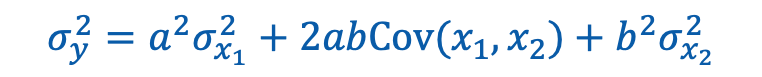 σ_y^2 = a^2σ_{x_1}^2 + 2abCov(x_1, x_2) + b^2σ_{x_2}^2